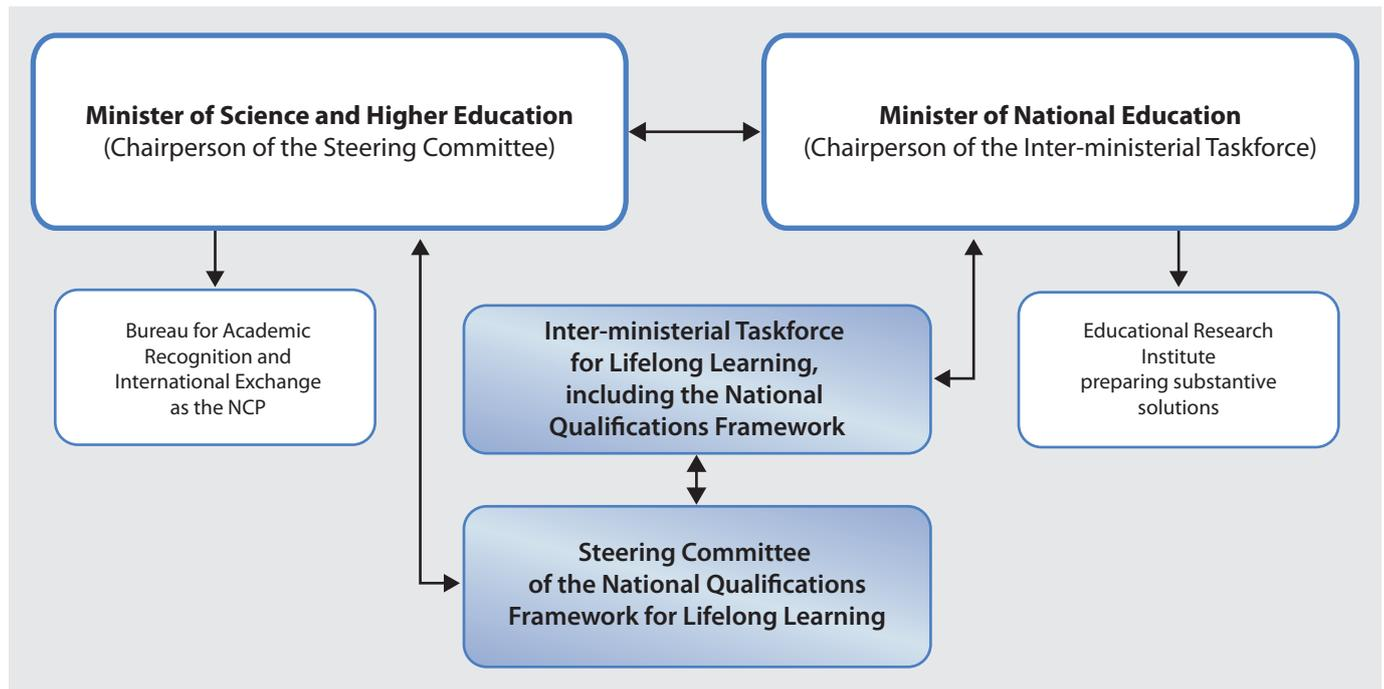 Minister of Science and Higher Education
(Chairperson of the Steering Committee)
Minister of National Education
(Chairperson of the Inter-ministerial Taskforce)
Bureau for Academic
Recognition and
International Exchange
as the NCP
Inter-ministerial Taskforce
for Lifelong Learning,
including the National
Qualifications Framework
Educational Research
Institute
preparing substantive
solutions
Steering Committee
of the National Qualifications
Framework for Lifelong Learning